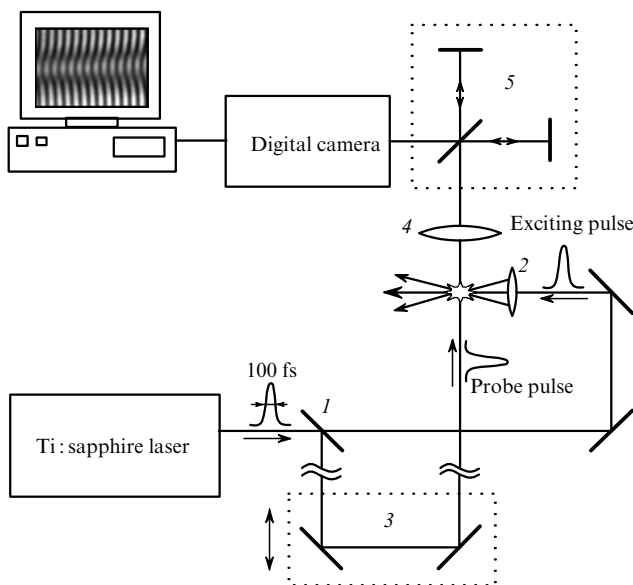 5
Digital camera
4
Exciting pulse
2
100 fs
Probe pulse
1
Ti : sapphire laser
3